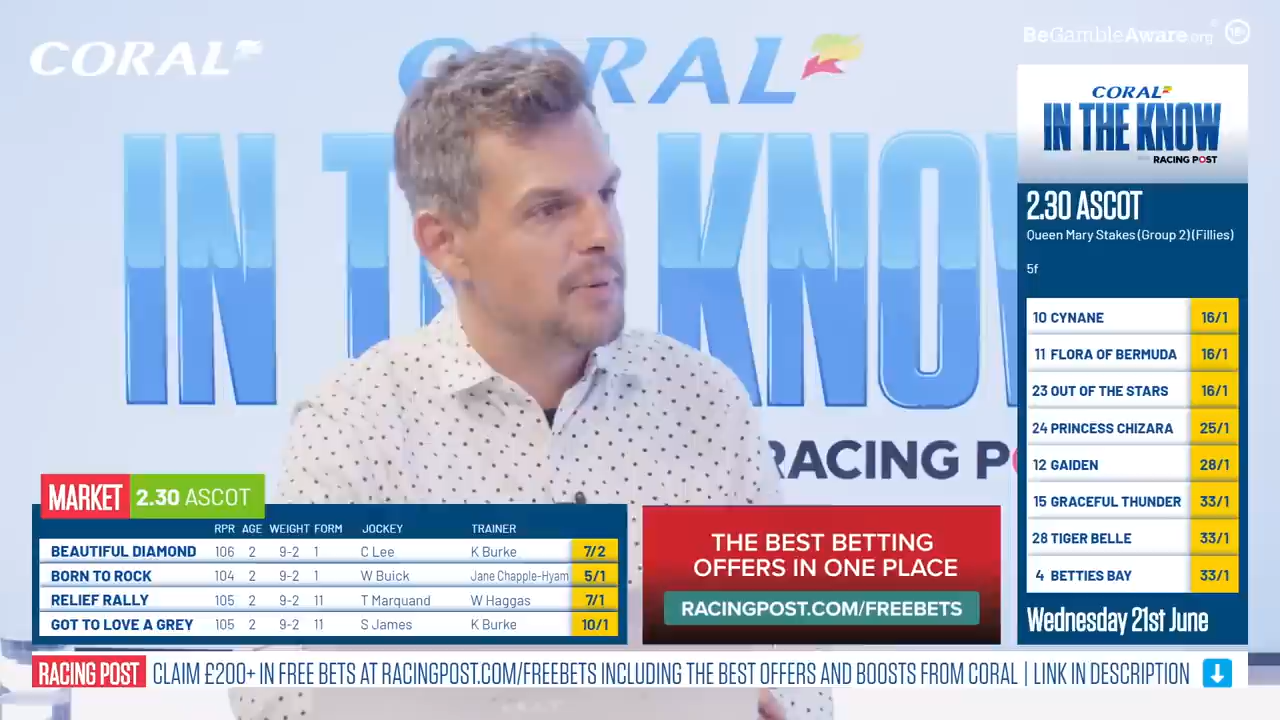 CORAL
BeGambleAware.org 18+
CORAL
IN THE KNOW
RACING P
CORAL
IN THE KNOW
RACING POST
2.30 ASCOT
Queen Mary Stakes (Group 2) (Fillies)
5f
10 CYNANE 16/1
11 FLORA OF BERMUDA 16/1
23 OUT OF THE STARS 16/1
24 PRINCESS CHIZARA 25/1
12 GAIDEN 28/1
15 GRACEFUL THUNDER 33/1
28 TIGER BELLE 33/1
4 BETTIES BAY 33/1
Wednesday 21st June
MARKET 2.30 ASCOT
RPR AGE WEIGHT FORM JOCKEY TRAINER
BEAUTIFUL DIAMOND 106 2 9-2 1 C Lee K Burke 7/2
BORN TO ROCK 104 2 9-2 1 W Buick Jane Chapple-Hyam 5/1
RELIEF RALLY 105 2 9-2 11 T Marquand W Haggas 7/1
GOT TO LOVE A GREY 105 2 9-2 11 S James K Burke 10/1
THE BEST BETTING
OFFERS IN ONE PLACE
RACINGPOST.COM/FREEBETS
RACING POST CLAIM £200+ IN FREE BETS AT RACINGPOST.COM/FREEBETS INCLUDING THE BEST OFFERS AND BOOSTS FROM CORAL | LINK IN DESCRIPTION